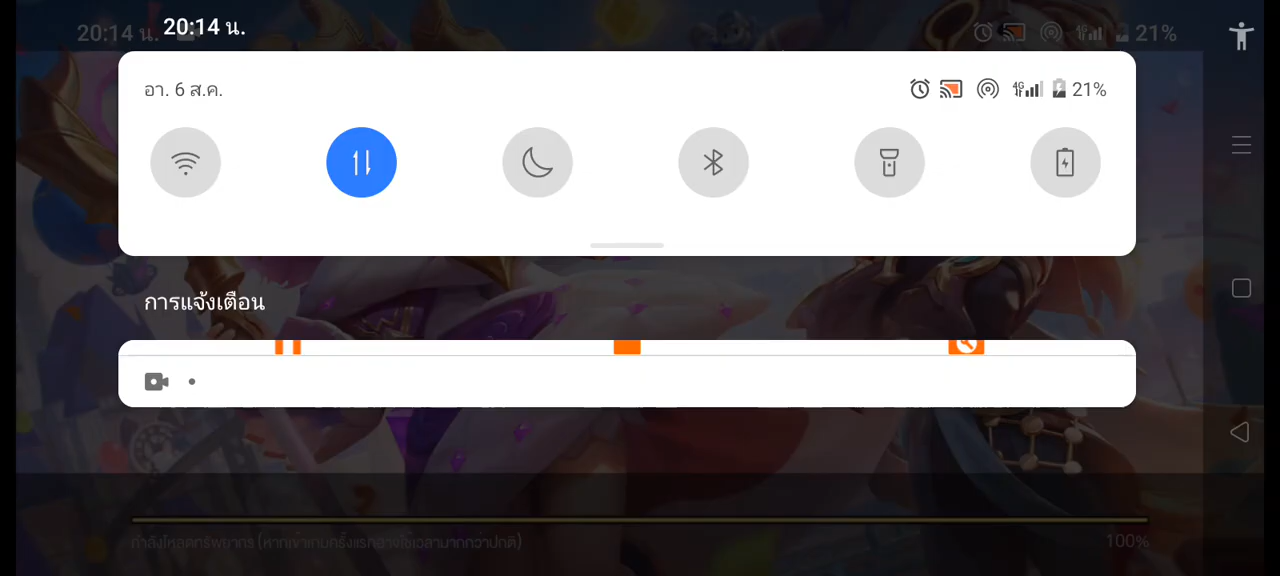 20:14 น. 20:14 น. 4G 21%
อา. 6 ส.ค. 4G 21%
การแจ้งเตือน
กำลังโหลดทรัพยากร (หากเข้าเกมครั้งแรกอาจใช้เวลามากกว่าปกติ) 100%